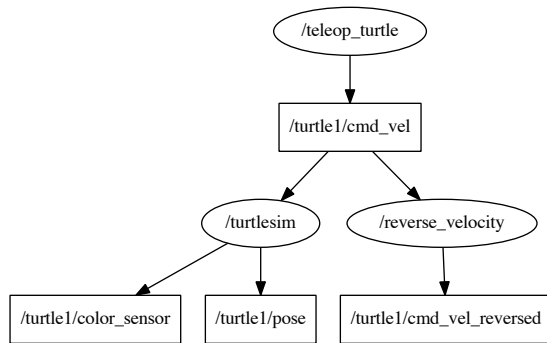 /teleop_turtle
/turtle1/cmd_vel
/turtlesim
/reverse_velocity
/turtle1/color_sensor
/turtle1/pose
/turtle1/cmd_vel_reversed